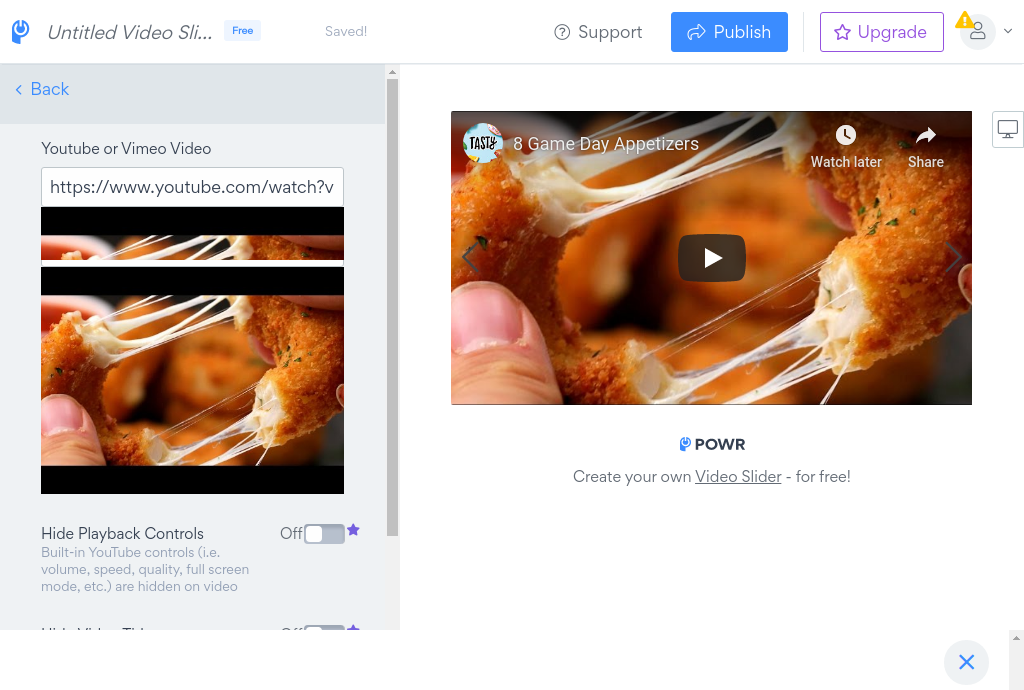 Untitled Video Sli...
Free
Saved!
Support
Publish
Upgrade
Back
Youtube or Vimeo Video
https://www.youtube.com/watch?v
TASTY
8 Game Day Appetizers
Watch later
Share
POWR
Create your own Video Slider - for free!
Hide Playback Controls
Off
Built-in YouTube controls (i.e.
volume, speed, quality, full screen
mode, etc.) are hidden on video